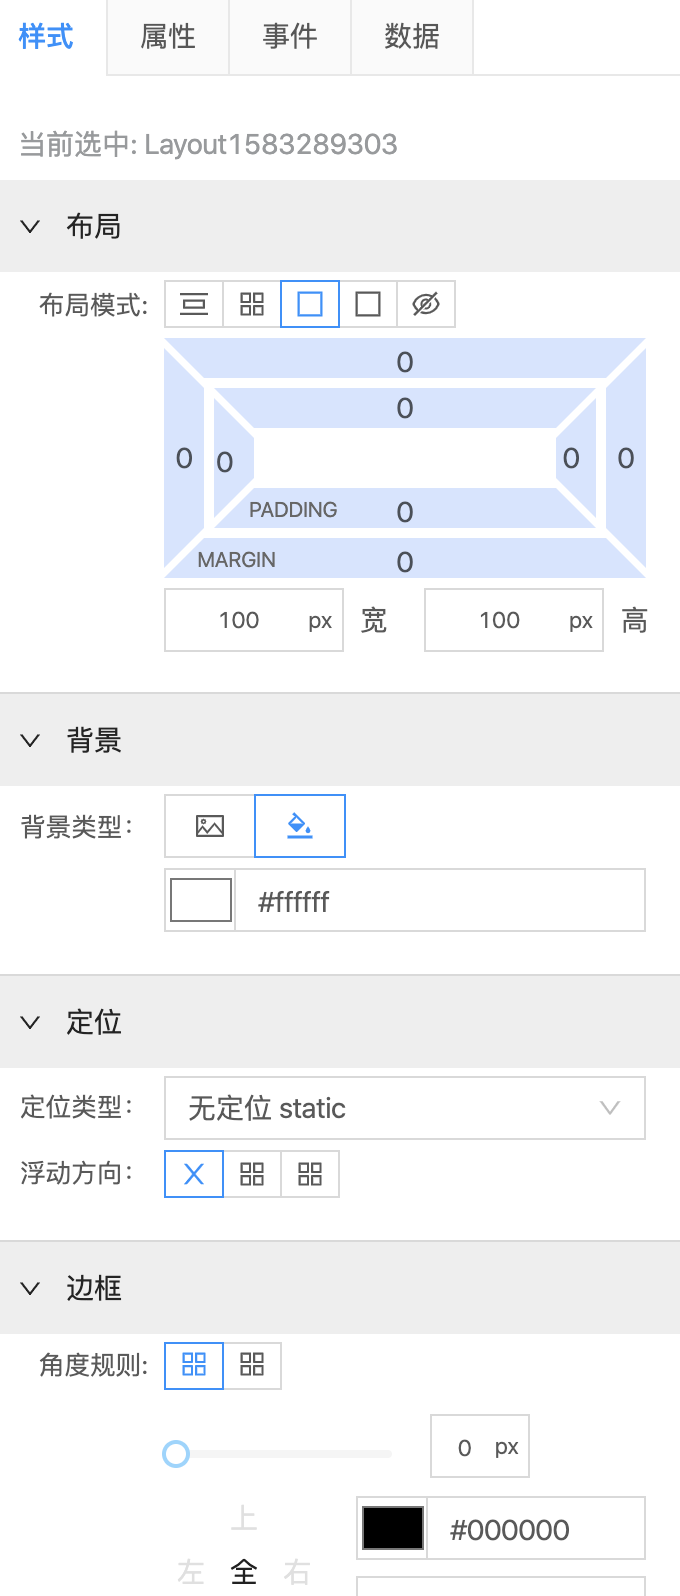 样式 属性 事件 数据
当前选中: Layout1583289303
布局
布局模式:
0
0
0 0 0 0
PADDING 0
MARGIN 0
100 px 宽 100 px 高
背景
背景类型:
#ffffff
定位
定位类型: 无定位 static
浮动方向:
边框
角度规则:
0 px
上 #000000
左 全 右